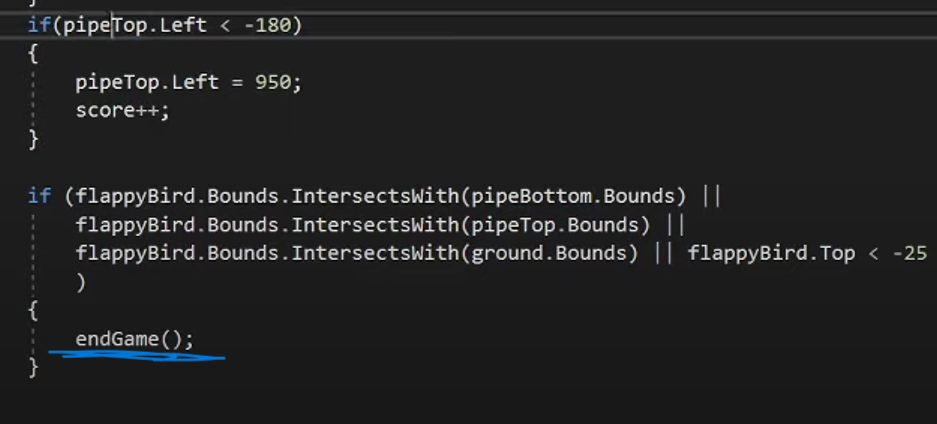 }
if(pipeTop.Left < -180)
{
pipeTop.Left = 950;
score++;
}
if (flappyBird.Bounds.IntersectsWith(pipeBottom.Bounds) ||
flappyBird.Bounds.IntersectsWith(pipeTop.Bounds) ||
flappyBird.Bounds.IntersectsWith(ground.Bounds) || flappyBird.Top < -25
)
{
endGame();
}